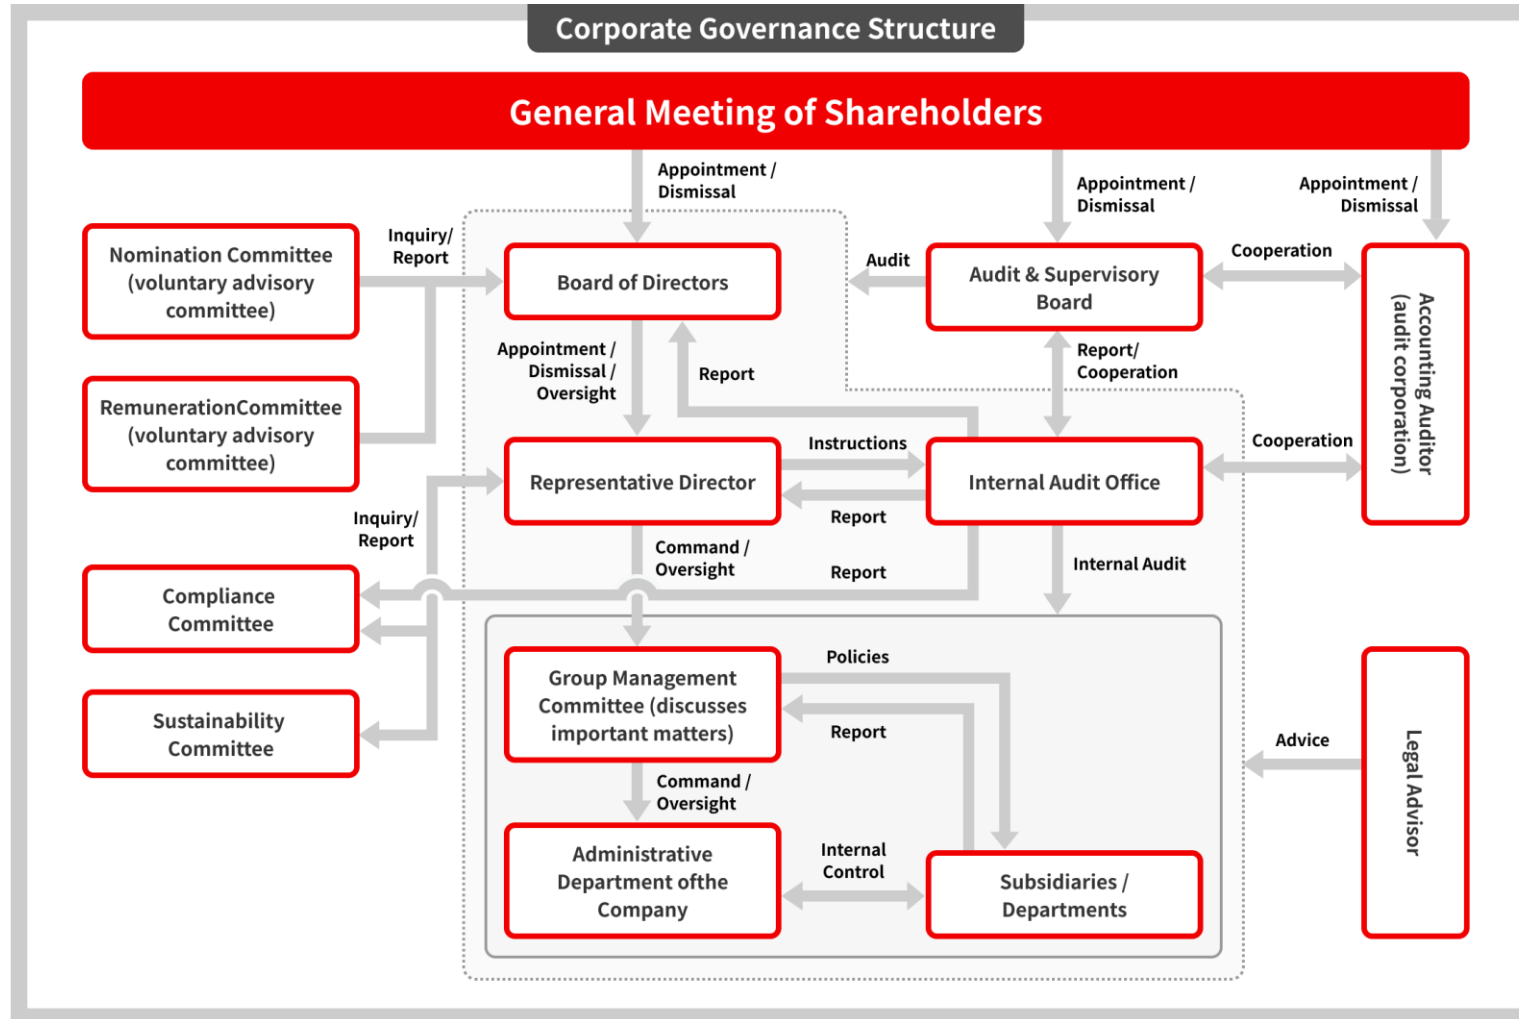 Corporate Governance Structure
General Meeting of Shareholders
Appointment /
Dismissal
Appointment /
Dismissal
Appointment /
Dismissal
Nomination Committee
(voluntary advisory
committee)
Inquiry/
Report
Board of Directors
Audit
Audit & Supervisory
Board
Cooperation
Accounting Auditor
(audit corporation)
RemunerationCommittee
(voluntary advisory
committee)
Appointment /
Dismissal /
Oversight
Report
Report/
Cooperation
Representative Director
Instructions
Report
Internal Audit Office
Cooperation
Inquiry/
Report
Command /
Oversight
Report
Internal Audit
Compliance
Committee
Sustainability
Committee
Group Management
Committee (discusses
important matters)
Policies
Report
Advice
Legal Advisor
Command /
Oversight
Administrative
Department ofthe
Company
Internal
Control
Subsidiaries /
Departments